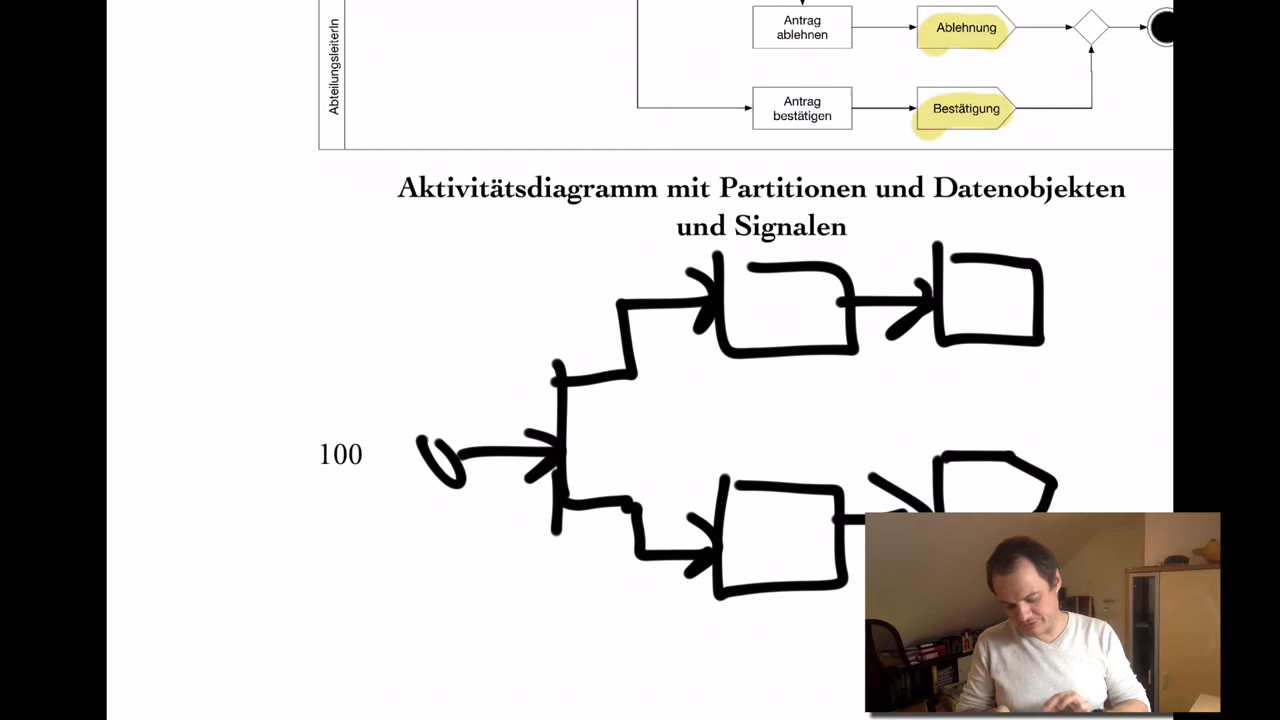 AbteilungsleiterIn
Antrag
ablehnen
Ablehnung
Antrag
bestätigen
Bestätigung
Aktivitätsdiagramm mit Partitionen und Datenobjekten
und Signalen
100